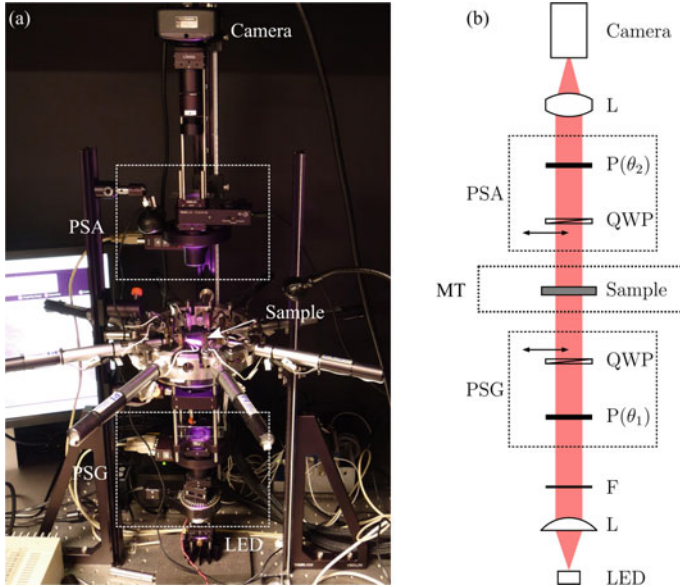 (a)
Camera
PSA
Sample
PSG
LED
(b)
Camera
L
P(θ₂)
PSA
QWP
MT
Sample
QWP
PSG
P(θ₁)
F
L
LED